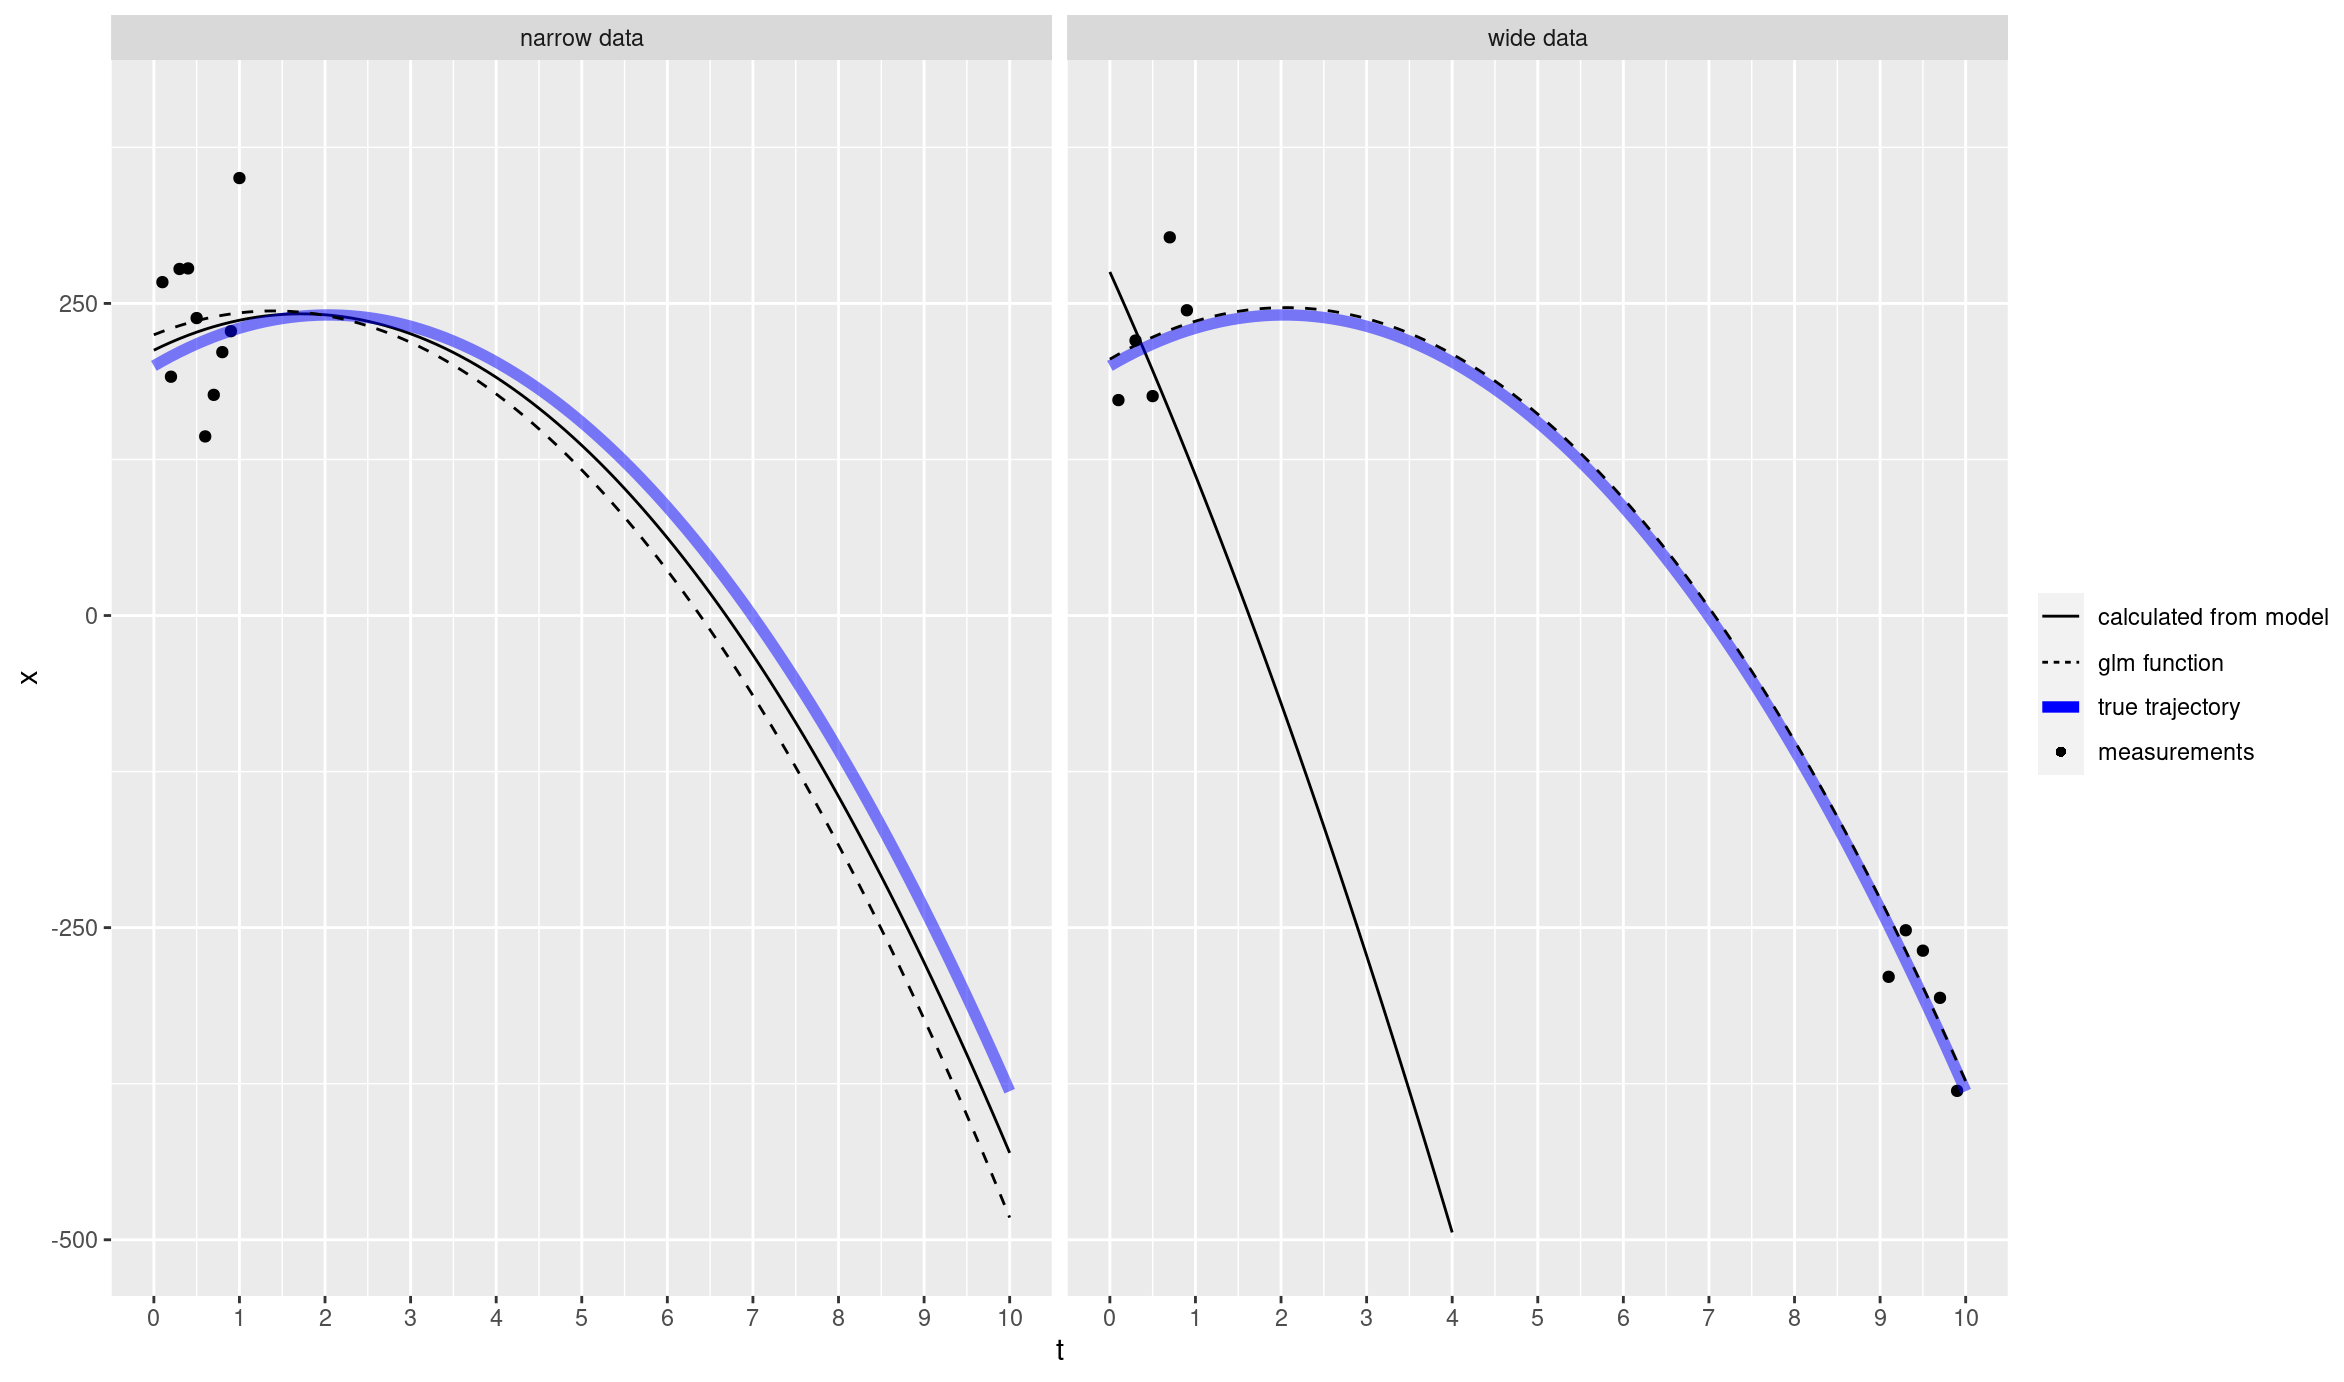 narrow data
wide data
x
250
0
-250
-500
0 1 2 3 4 5 6 7 8 9 10
0 1 2 3 4 5 6 7 8 9 10
t
calculated from model
glm function
true trajectory
measurements